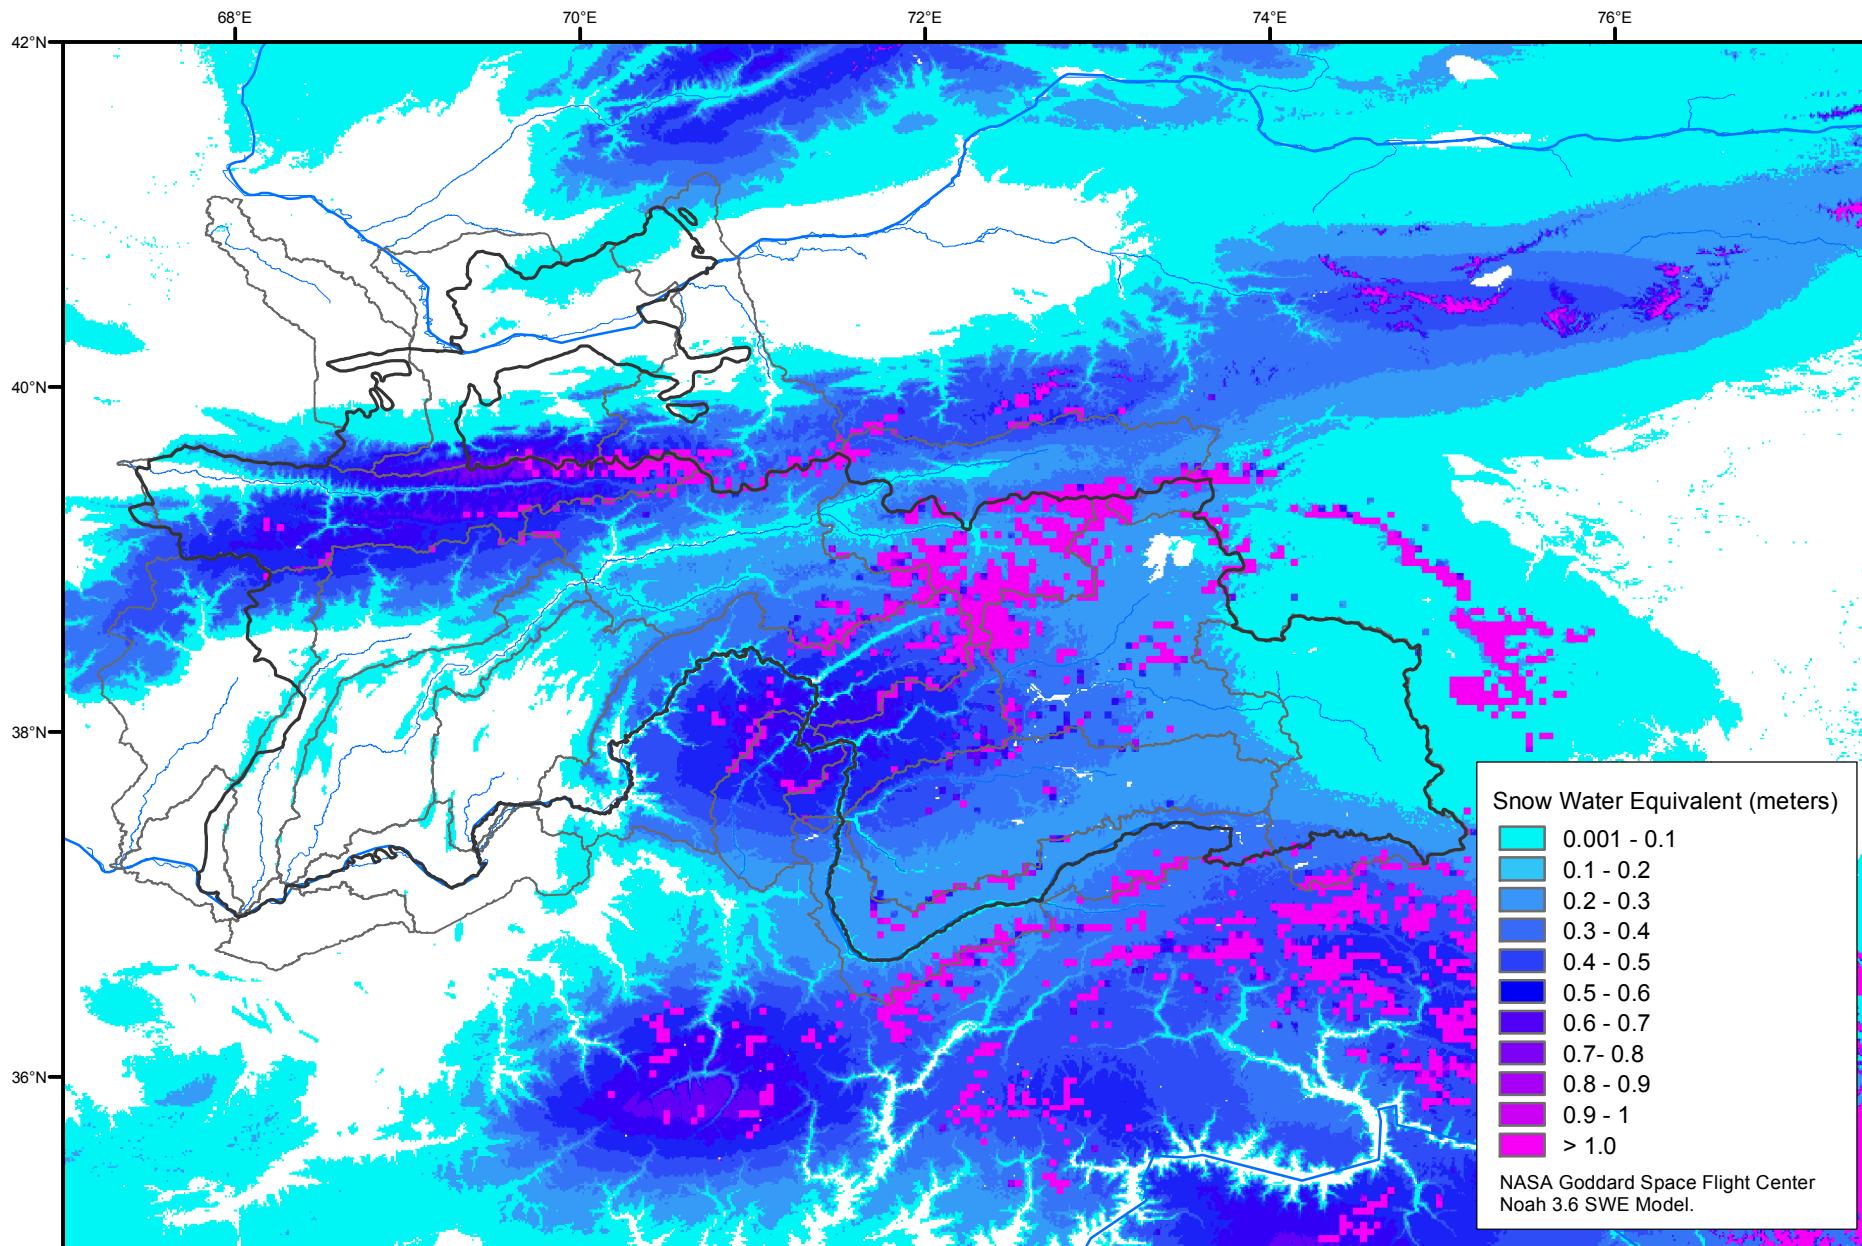 68°E 70°E 72°E 74°E 76°E
42°N
40°N
38°N
36°N
Snow Water Equivalent (meters)
0.001 - 0.1
0.1 - 0.2
0.2 - 0.3
0.3 - 0.4
0.4 - 0.5
0.5 - 0.6
0.6 - 0.7
0.7- 0.8
0.8 - 0.9
0.9 - 1
> 1.0
NASA Goddard Space Flight Center
Noah 3.6 SWE Model.